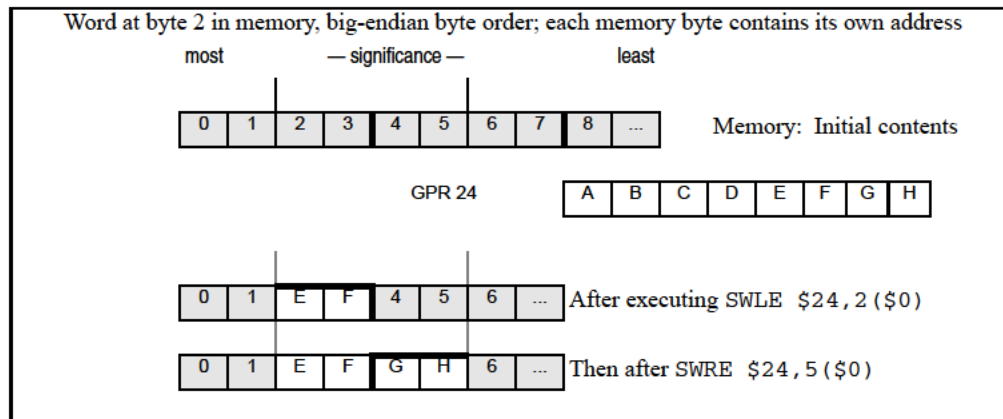 Word at byte 2 in memory, big-endian byte order; each memory byte contains its own address
most — significance — least
0 1 2 3 4 5 6 7 8 ... Memory: Initial contents
GPR 24 A B C D E F G H
0 1 E F 4 5 6 ... After executing SWLE $24,2($0)
0 1 E F G H 6 ... Then after SWRE $24,5($0)